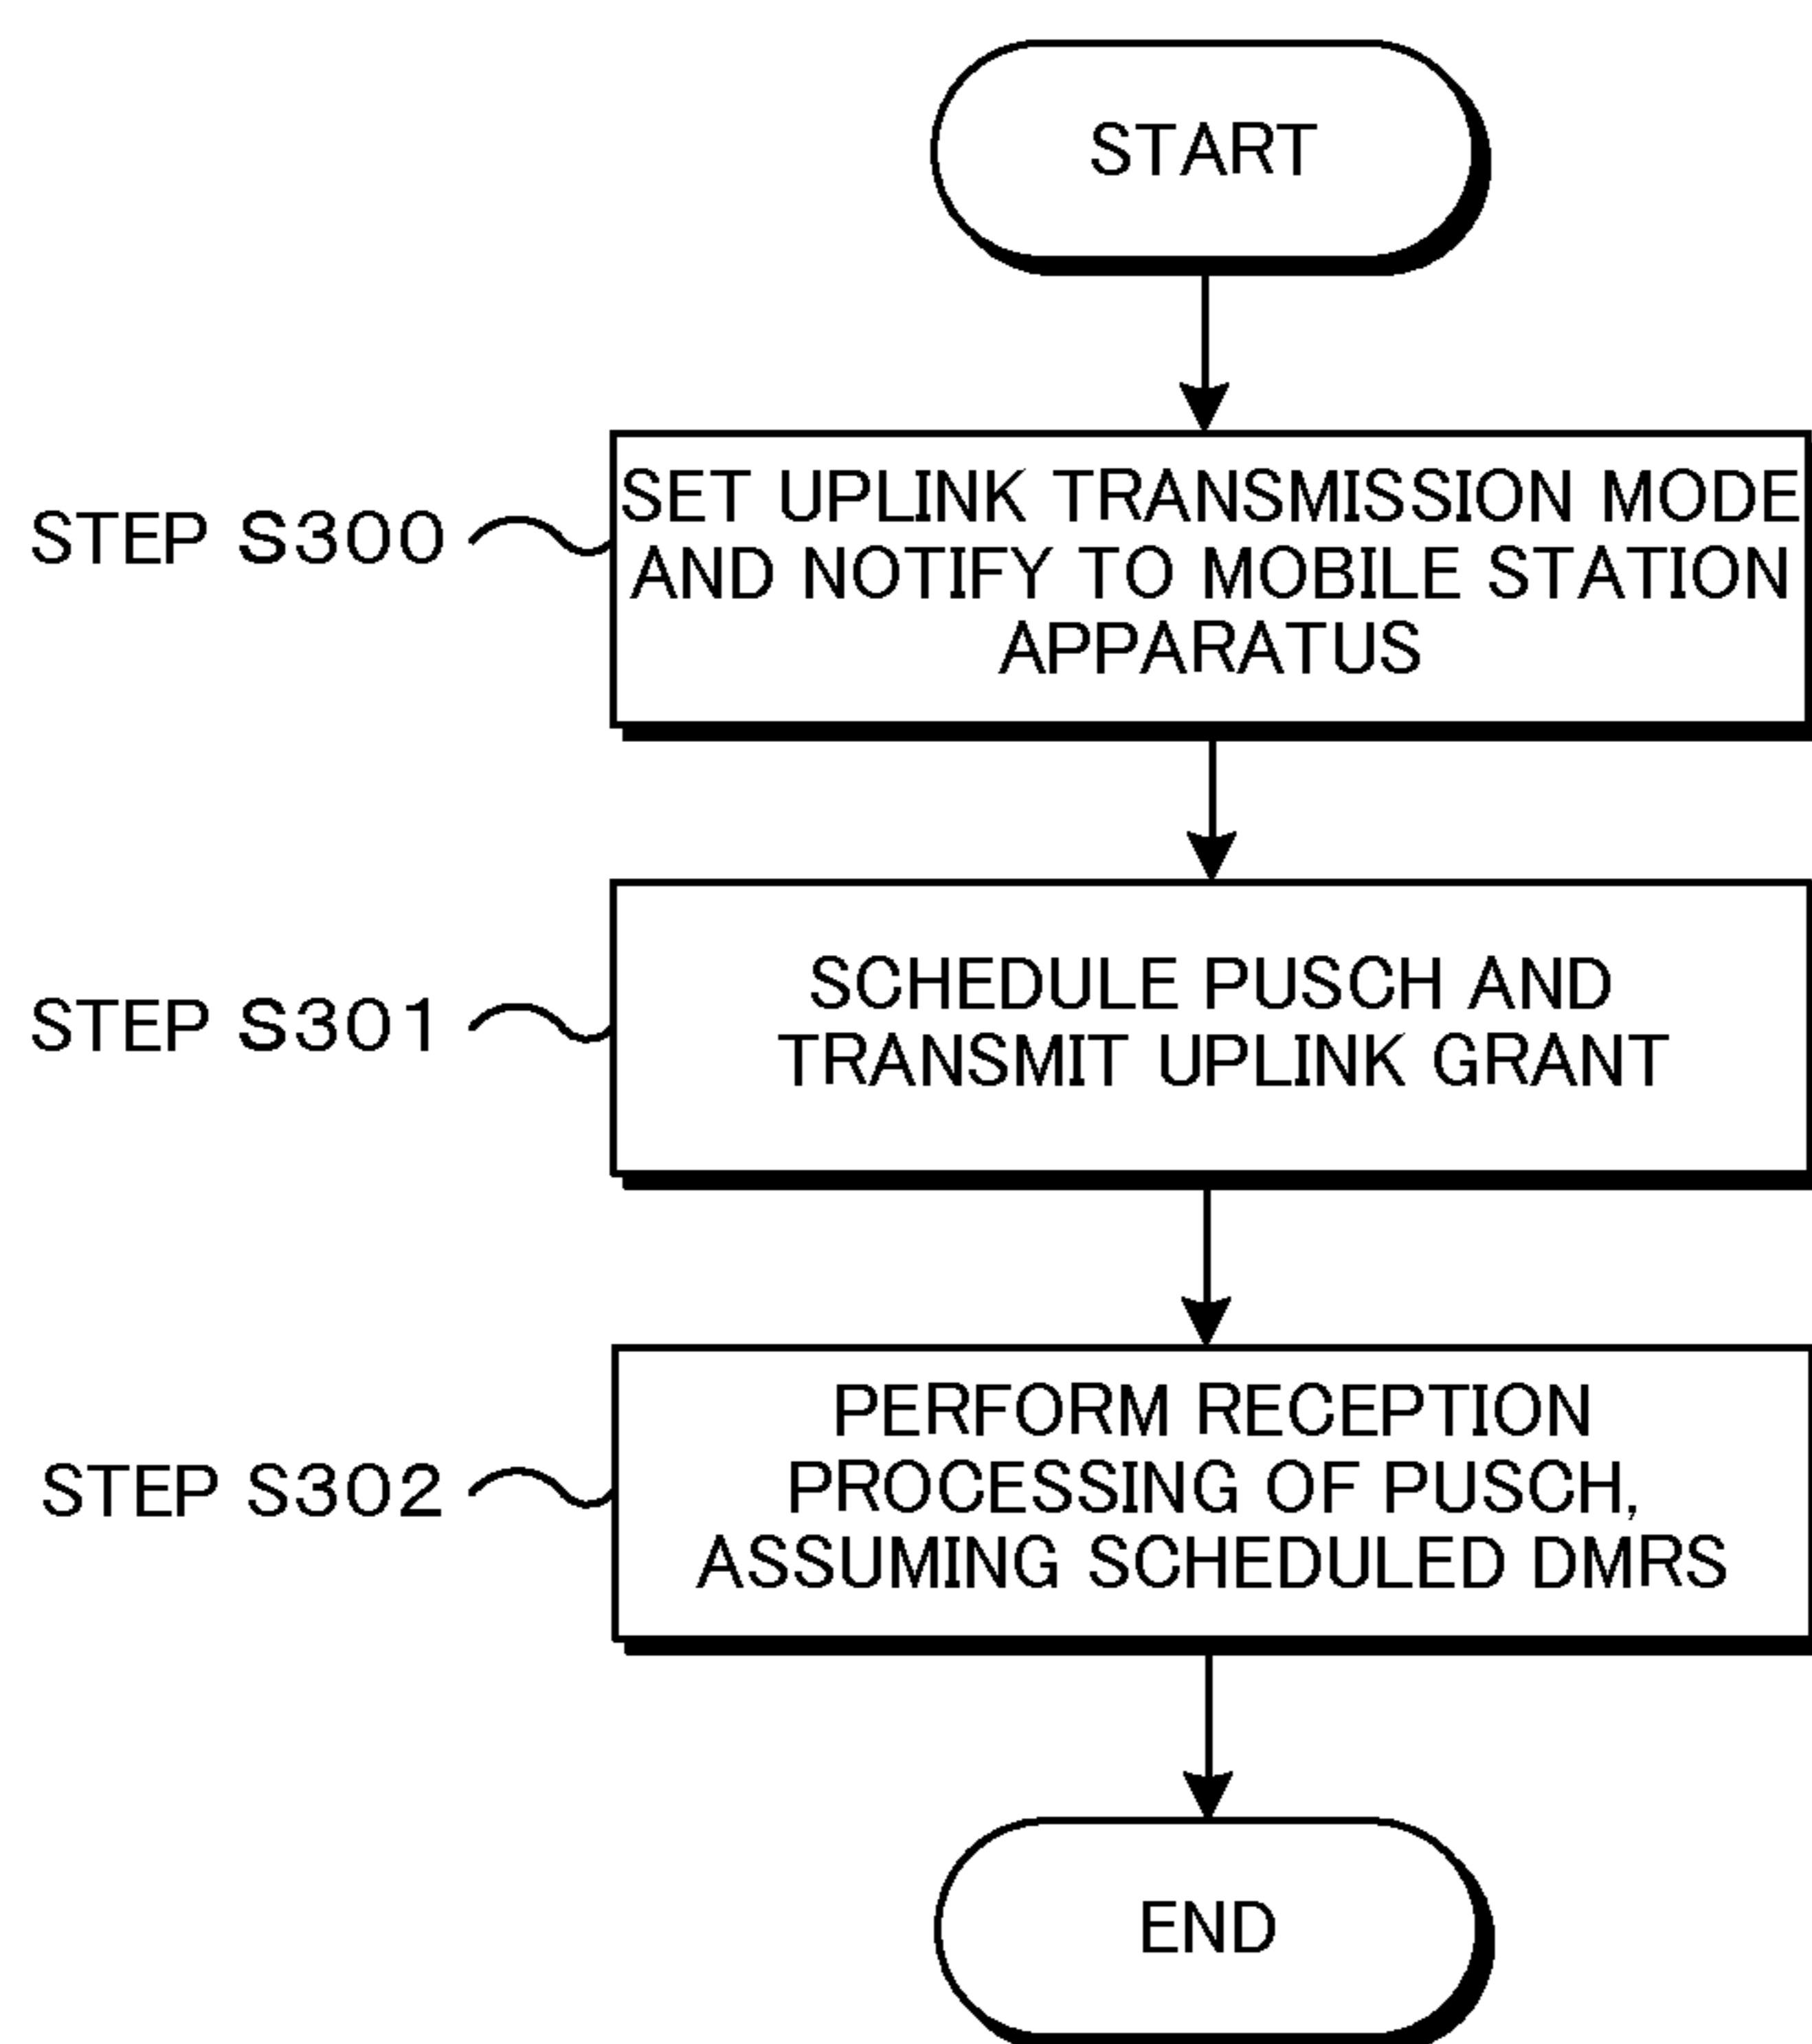 START
STEP S300
SET UPLINK TRANSMISSION MODE
AND NOTIFY TO MOBILE STATION
APPARATUS
STEP S301
SCHEDULE PUSCH AND
TRANSMIT UPLINK GRANT
STEP S302
PERFORM RECEPTION
PROCESSING OF PUSCH,
ASSUMING SCHEDULED DMRS
END